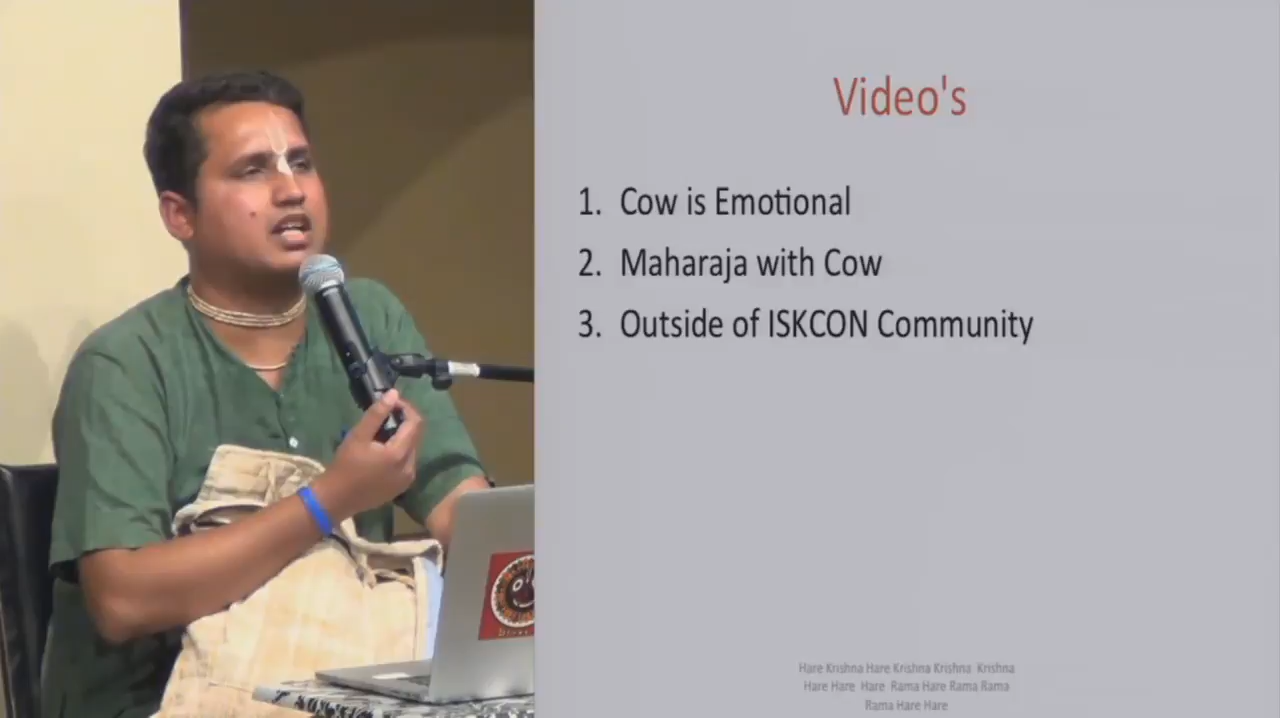 Video's
1. Cow is Emotional
2. Maharaja with Cow
3. Outside of ISKCON Community
Hare Krishna Hare Krishna Krishna Krishna
Hare Hare Hare Rama Hare Rama Rama
Rama Hare Hare